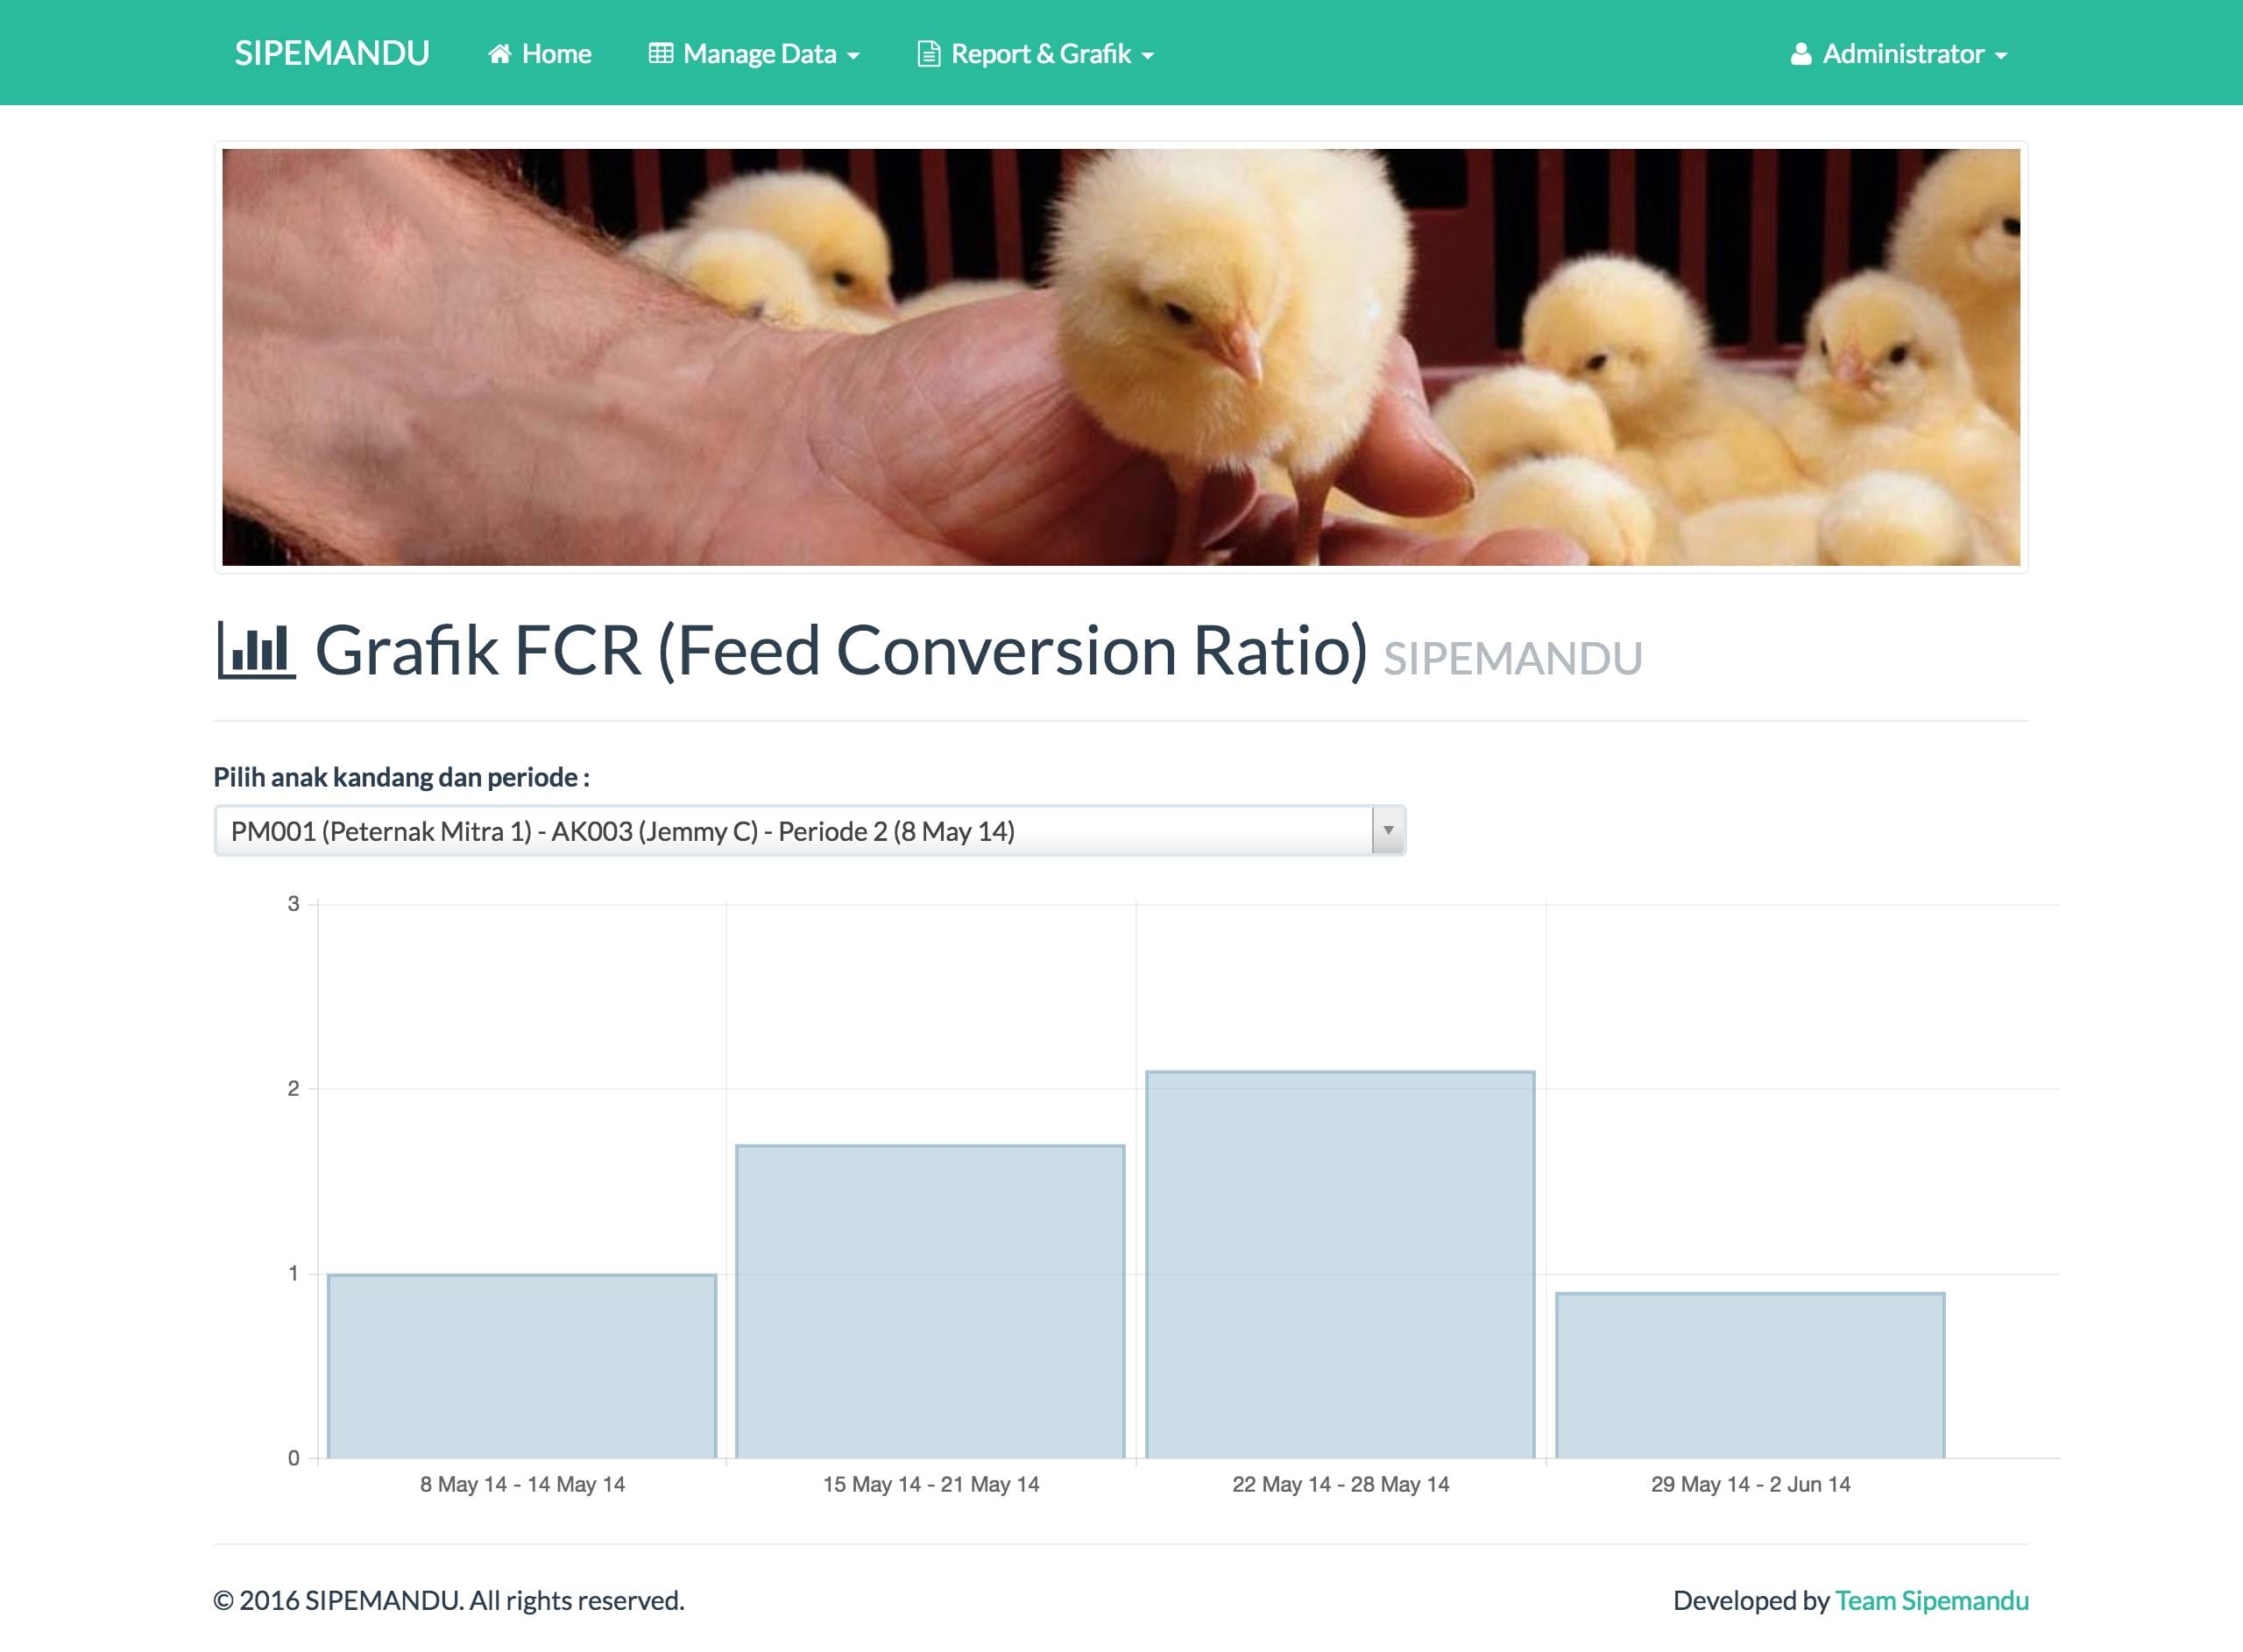 SIPEMANDU Home Manage Data Report & Grafik Administrator
Grafik FCR (Feed Conversion Ratio) SIPEMANDU
Pilih anak kandang dan periode :
PM001 (Peternak Mitra 1) - AK003 (Jemmy C) - Periode 2 (8 May 14)
3
2
1
0
8 May 14 - 14 May 14 15 May 14 - 21 May 14 22 May 14 - 28 May 14 29 May 14 - 2 Jun 14
© 2016 SIPEMANDU. All rights reserved. Developed by Team Sipemandu